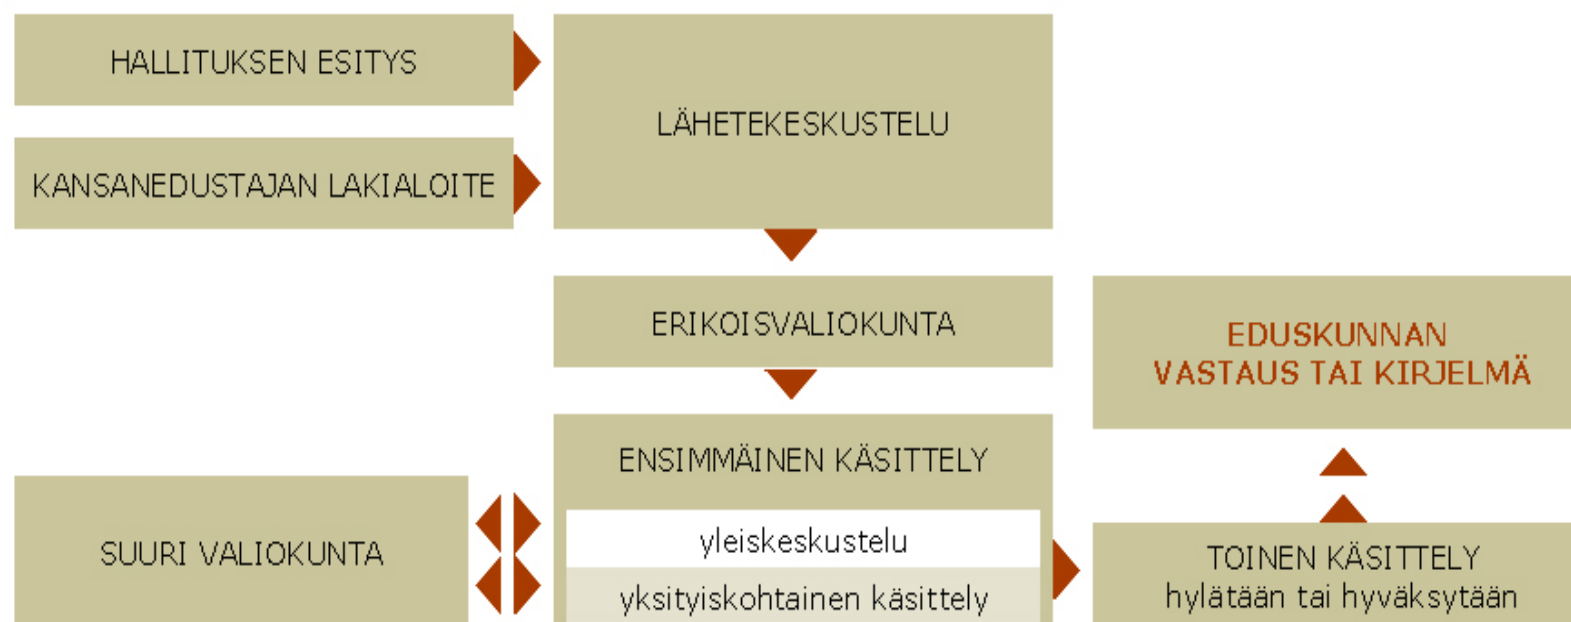 HALLITUKSEN ESITYS
KANSANEDUSTAJAN LAKIALOITE
LÄHETEKESKUSTELU
ERIKOISVALIOKUNTA
ENSIMMÄINEN KÄSITTELY
yleiskeskustelu
yksityiskohtainen käsittely
SUURI VALIOKUNTA
TOINEN KÄSITTELY
hylätään tai hyväksytään
EDUSKUNNAN
VASTAUS TAI KIRJELMÄ